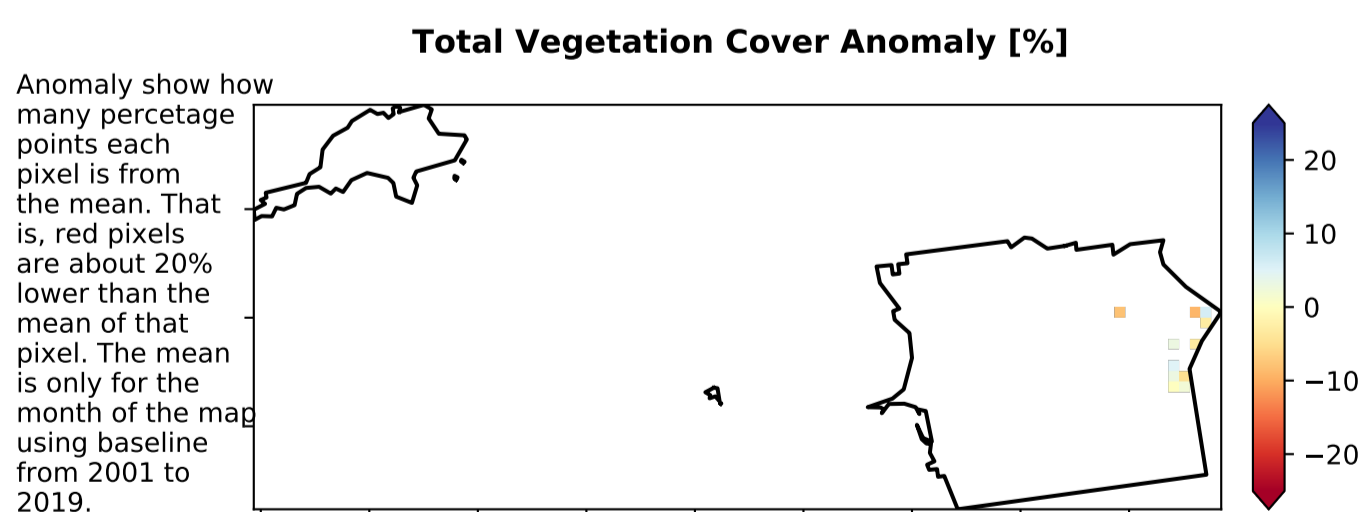 Total Vegetation Cover Anomaly [%]
Anomaly show how
many percetage
points each
pixel is from
the mean. That
is, red pixels
are about 20%
lower than the
mean of that
pixel. The mean
is only for the
month of the map
using baseline
from 2001 to
2019.
20
10
0
−10
−20